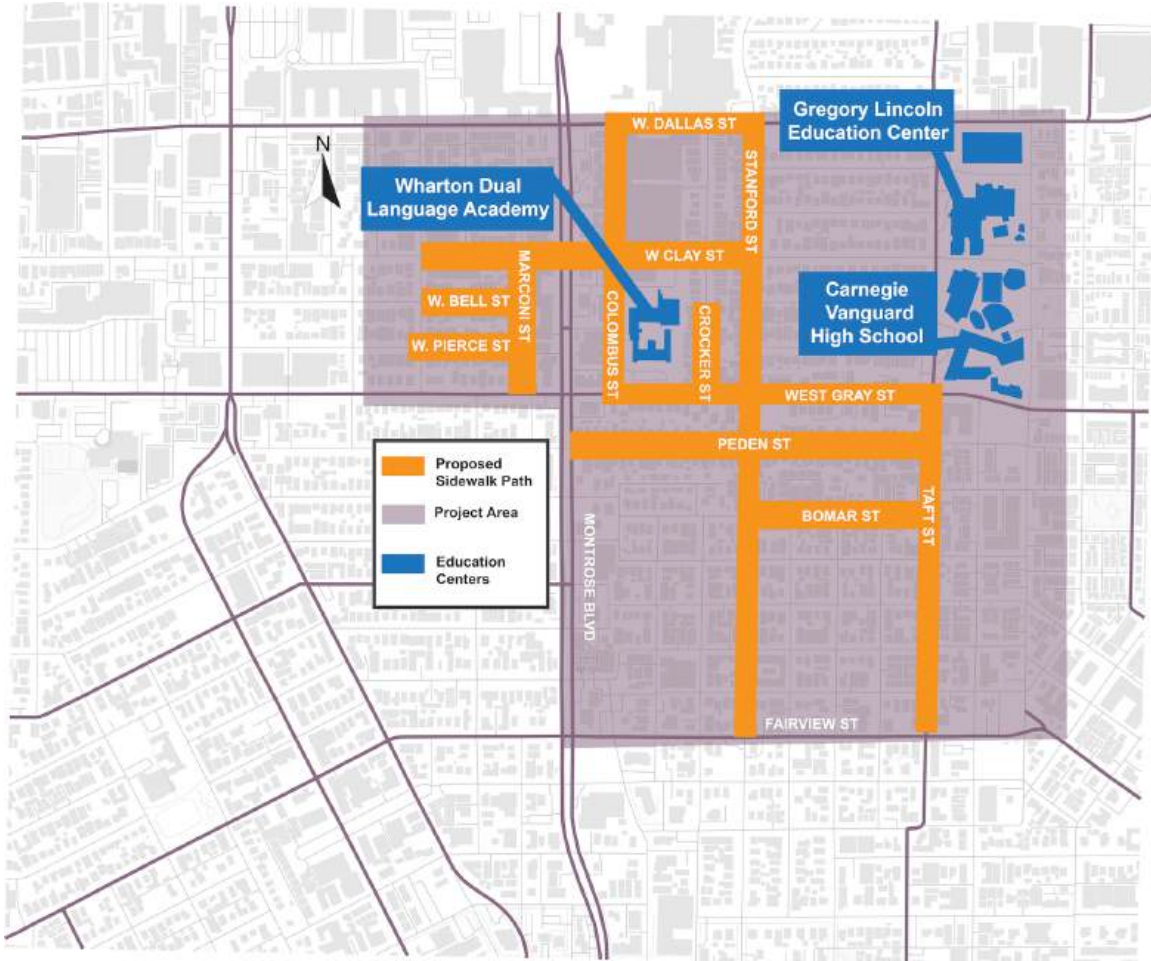 N
Wharton Dual
Language Academy
Gregory Lincoln
Education Center
Carnegie
Vanguard
High School
W. DALLAS ST
STANFORD ST
W CLAY ST
MARCONI ST
W. BELL ST
W. PIERCE ST
COLOMBUS ST
CROCKER ST
WEST GRAY ST
PEDEN ST
BOMAR ST
TAFT ST
MONTROSE BLVD
FAIRVIEW ST
Proposed
Sidewalk Path
Project Area
Education
Centers